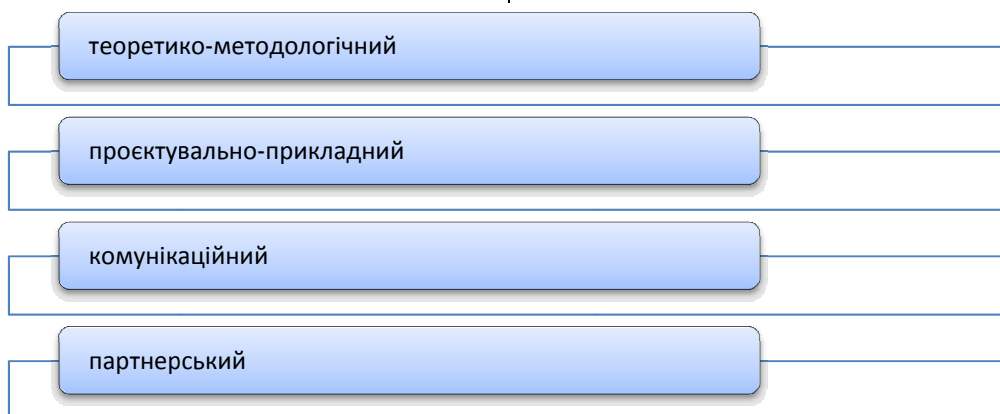 теоретико-методологічний
проєктувально-прикладний
комунікаційний
партнерський